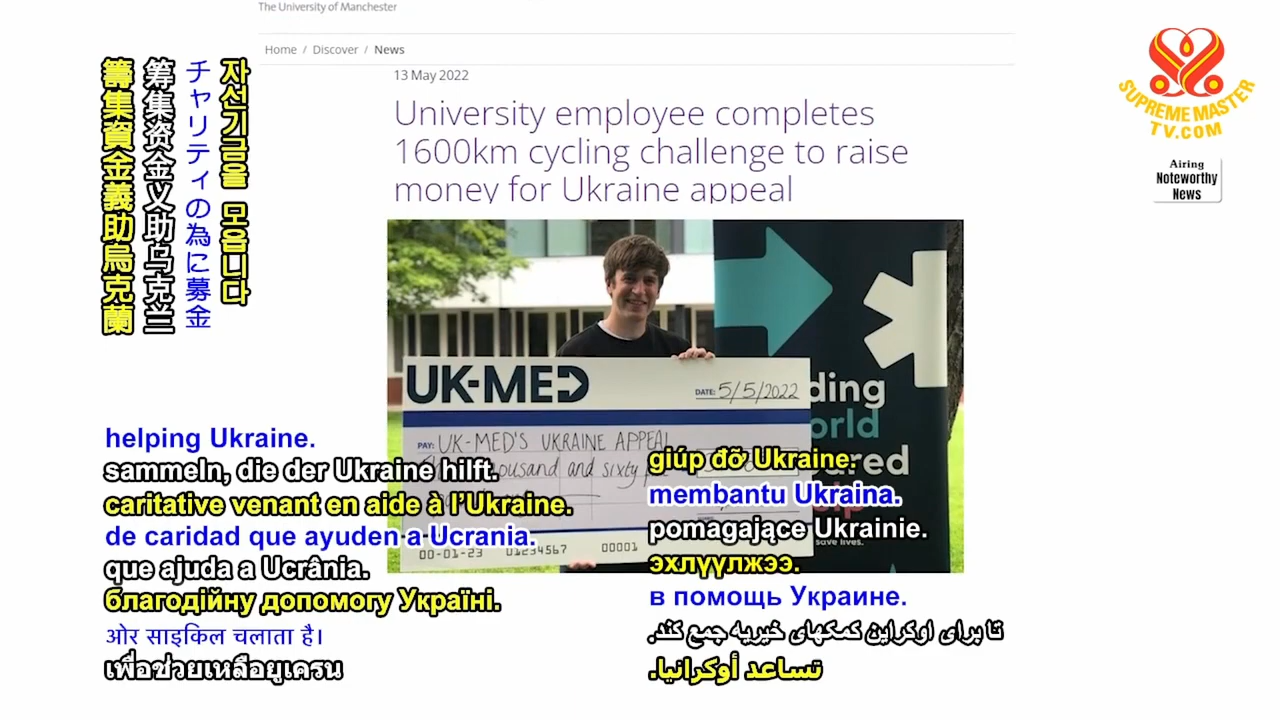 The University of Manchester
Home / Discover / News
13 May 2022
University employee completes
1600km cycling challenge to raise
money for Ukraine appeal
SUPREME MASTER
TV.COM
Airing
Noteworthy
News
자선기금을 모읍니다
チャリティの為に募金
筹集资金义助乌克兰
籌集資金義助烏克蘭
UK-MED
DATE: 5/5/2022
PAY: UK-MED'S UKRAINE APPEAL
thousand and sixty
00-01-23 01234567 00001
save lives.
helping Ukraine.
sammeln, die der Ukraine hilft.
caritative venant en aide à l’Ukraine.
de caridad que ayuden a Ucrania.
que ajuda a Ucrânia.
благодійну допомогу Україні.
ओर साइकिल चलाता है।
เพื่อช่วยเหลือยูเครน
giúp đỡ Ukraine.
membantu Ukraina.
pomagające Ukrainie.
эхлүүлжээ.
в помощь Украине.
تا برای اوکراین کمکهای خیریه جمع کند.
تساعد أوكرانيا.